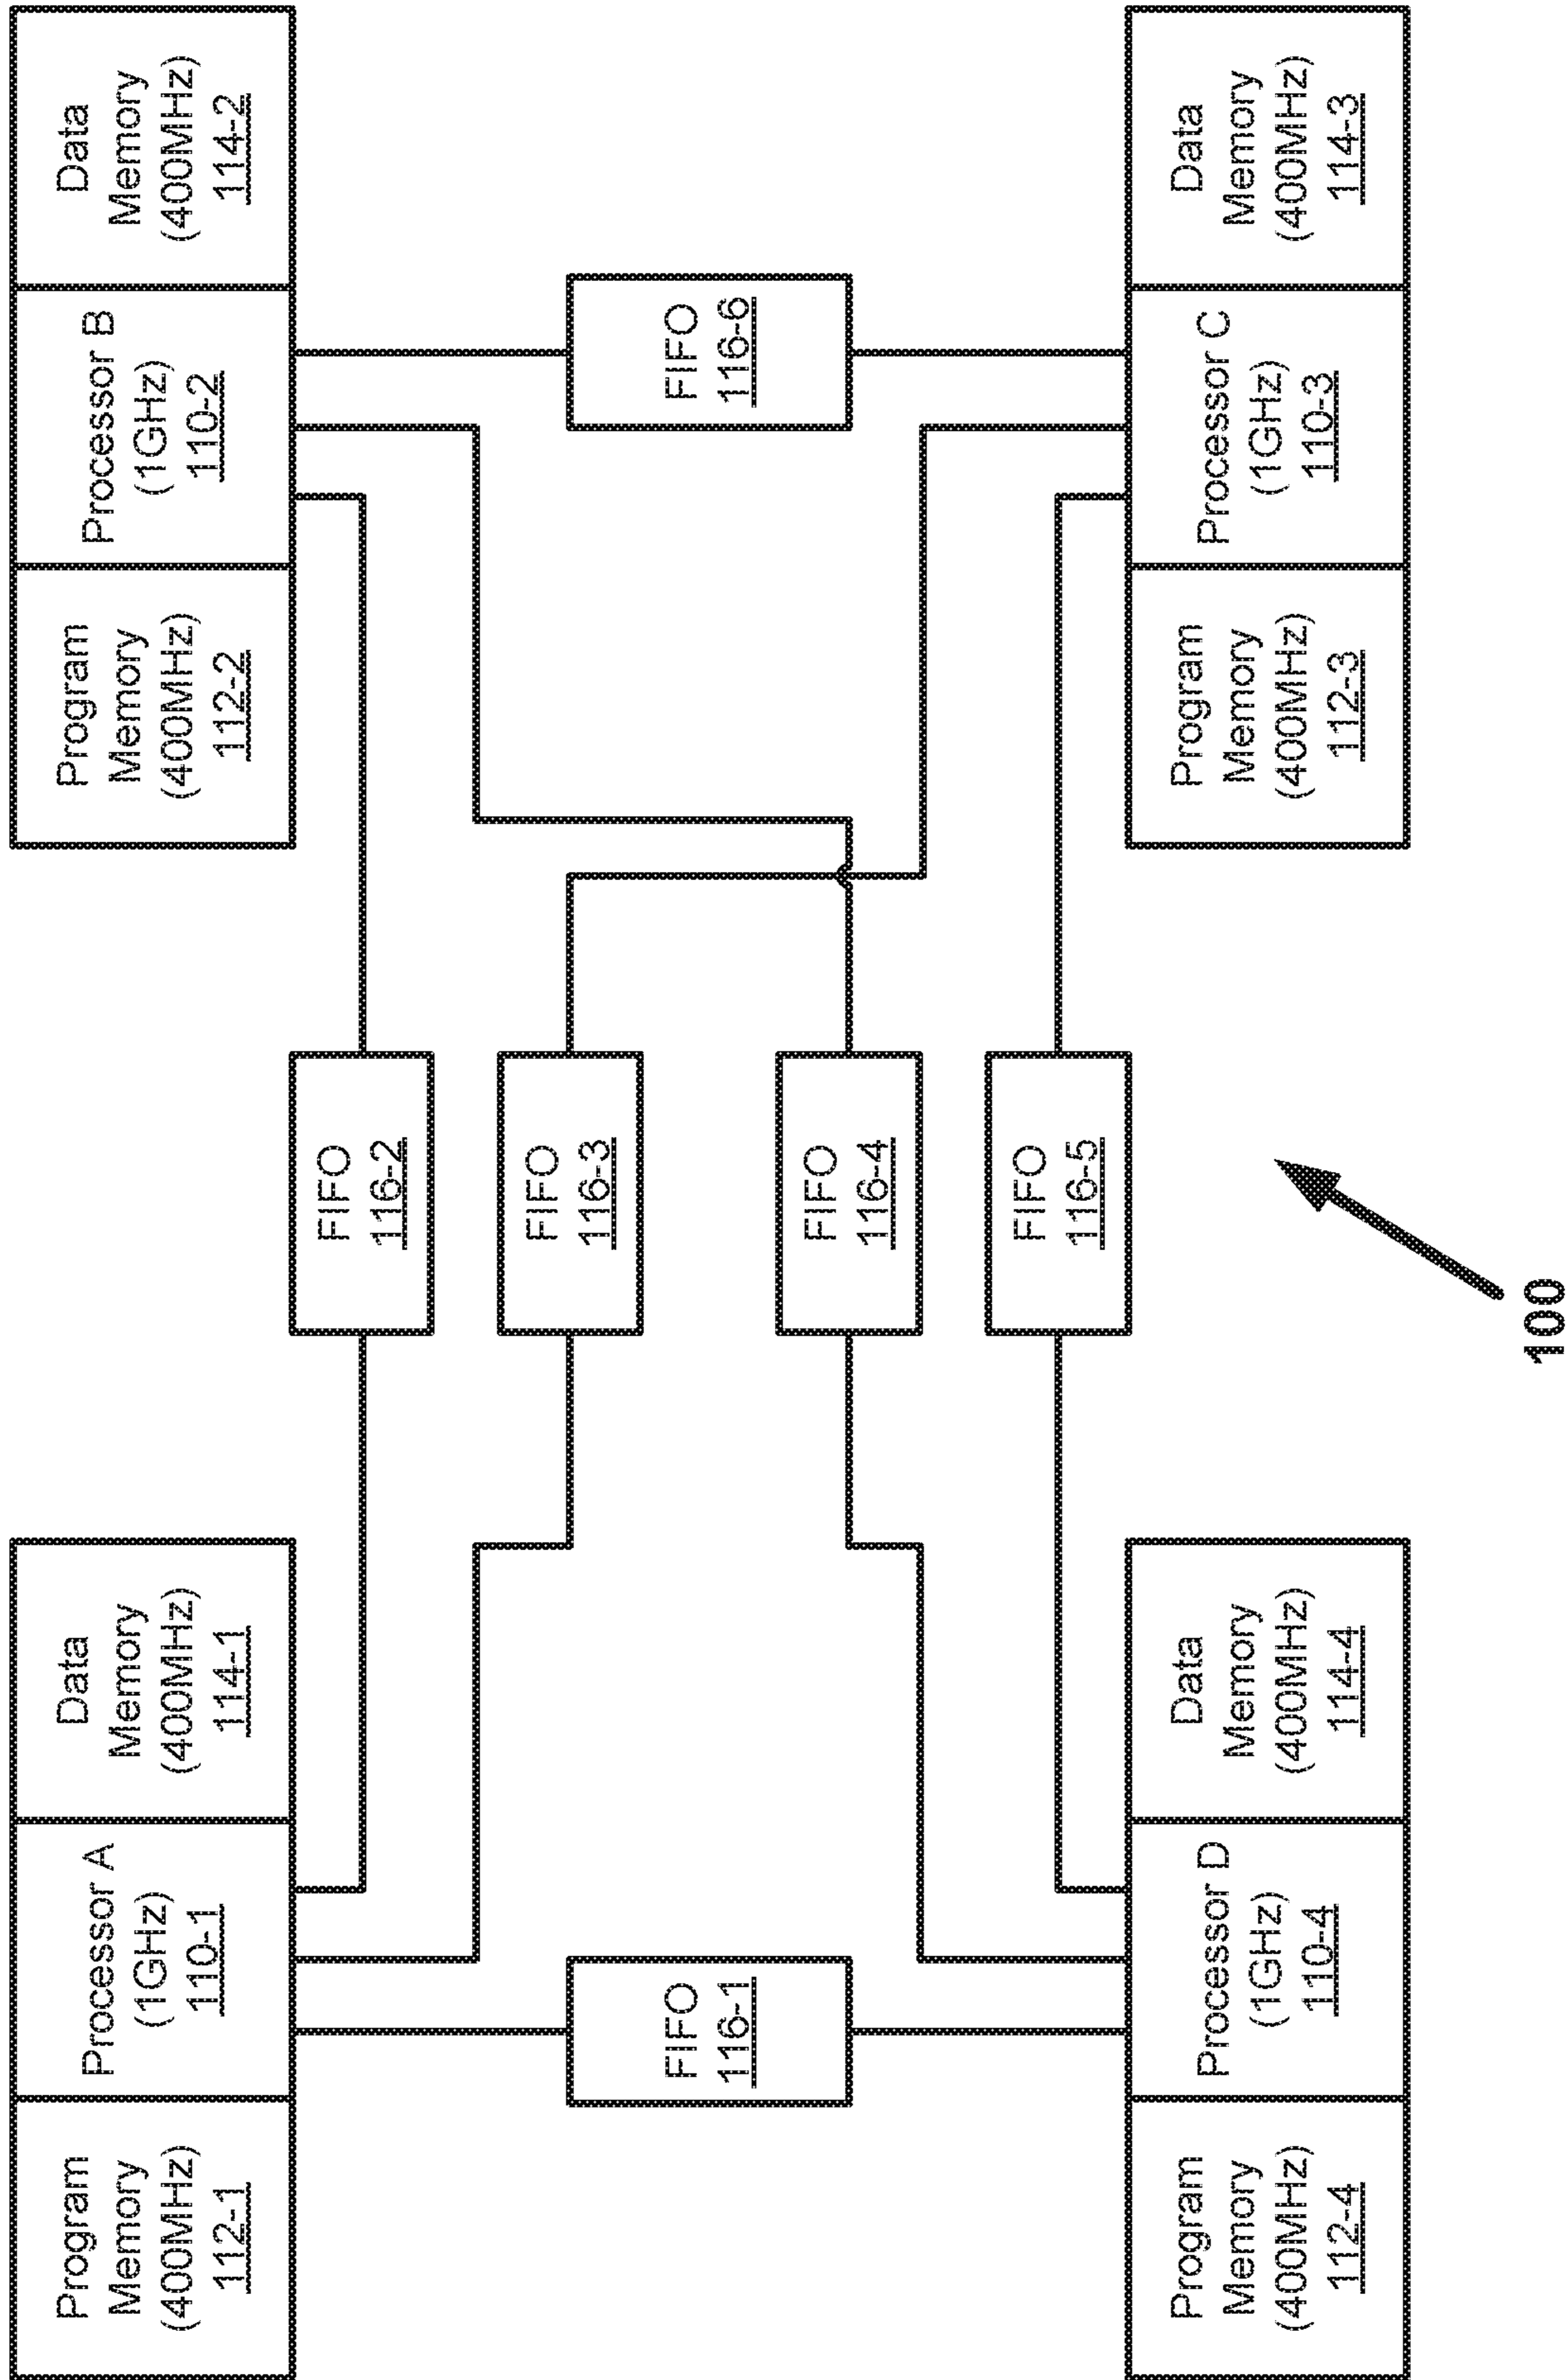 Program
Memory
(400MHz)
112-1
Processor A
(1GHz)
110-1
Data
Memory
(400MHz)
114-1
Program
Memory
(400MHz)
112-2
Processor B
(1GHz)
110-2
Data
Memory
(400MHz)
114-2
FIFO
116-2
FIFO
116-3
FIFO
116-1
FIFO
116-6
FIFO
116-4
FIFO
116-5
Program
Memory
(400MHz)
112-4
Processor D
(1GHz)
110-4
Data
Memory
(400MHz)
114-4
Program
Memory
(400MHz)
112-3
Processor C
(1GHz)
110-3
Data
Memory
(400MHz)
114-3
100